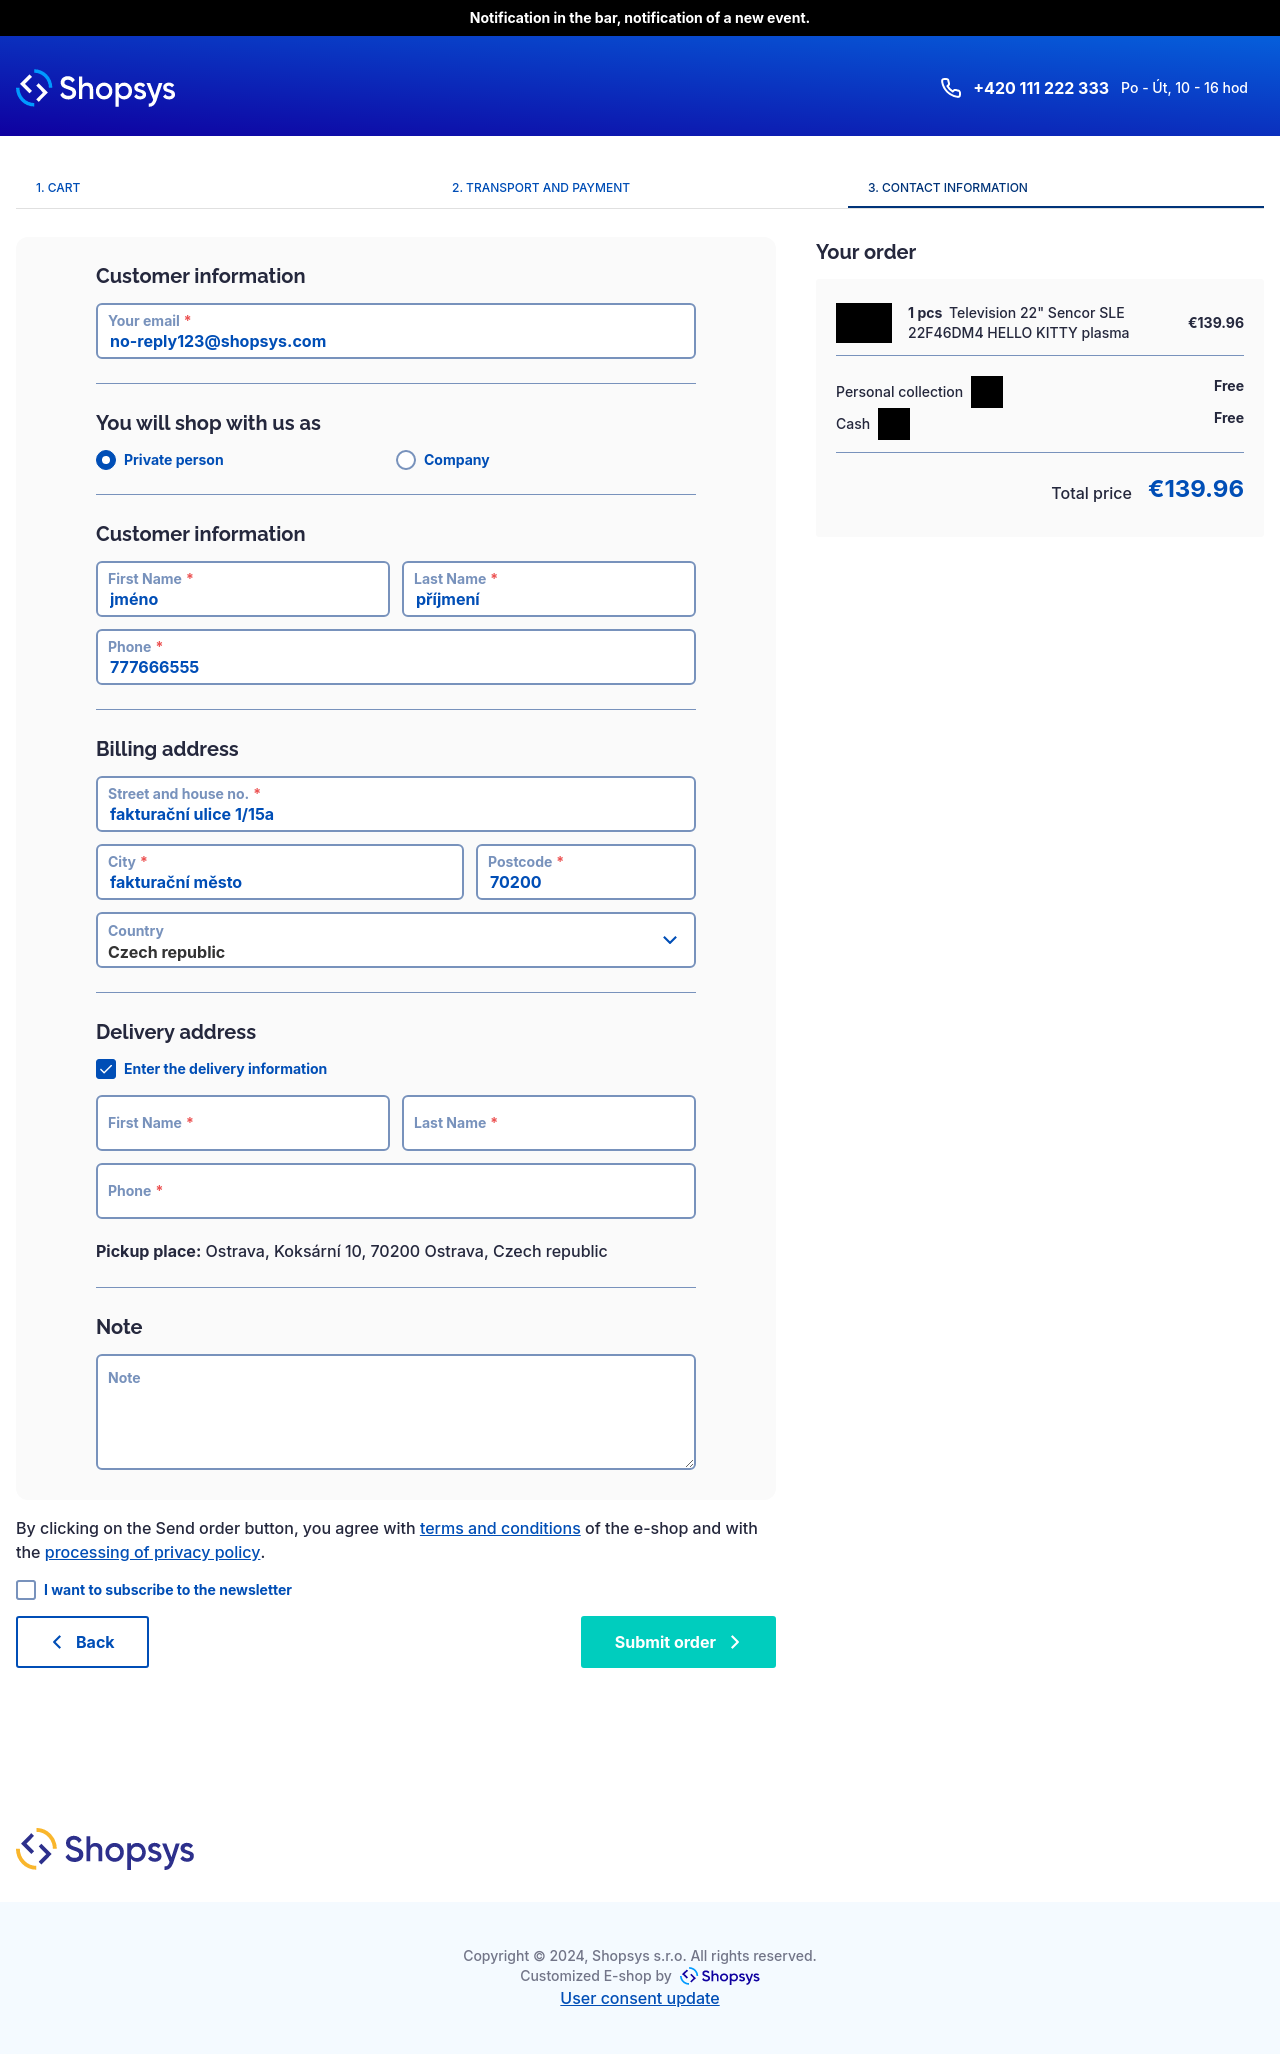 Notification in the bar, notification of a new event.
Shopsys
+420 111 222 333 Po - Út, 10 - 16 hod
1. CART
2. TRANSPORT AND PAYMENT
3. CONTACT INFORMATION
Customer information
Your email *
no-reply123@shopsys.com
You will shop with us as
Private person
Company
Customer information
First Name *
jméno
Last Name *
příjmení
Phone *
777666555
Billing address
Street and house no. *
fakturační ulice 1/15a
City *
fakturační město
Postcode *
70200
Country
Czech republic
Delivery address
Enter the delivery information
First Name *
Last Name *
Phone *
Pickup place: Ostrava, Koksární 10, 70200 Ostrava, Czech republic
Note
Note
By clicking on the Send order button, you agree with terms and conditions of the e-shop and with
the processing of privacy policy.
I want to subscribe to the newsletter
Back
Submit order
Your order
1 pcs Television 22" Sencor SLE
22F46DM4 HELLO KITTY plasma
€139.96
Personal collection
Free
Cash
Free
Total price €139.96
Shopsys
Copyright © 2024, Shopsys s.r.o. All rights reserved.
Customized E-shop by Shopsys
User consent update